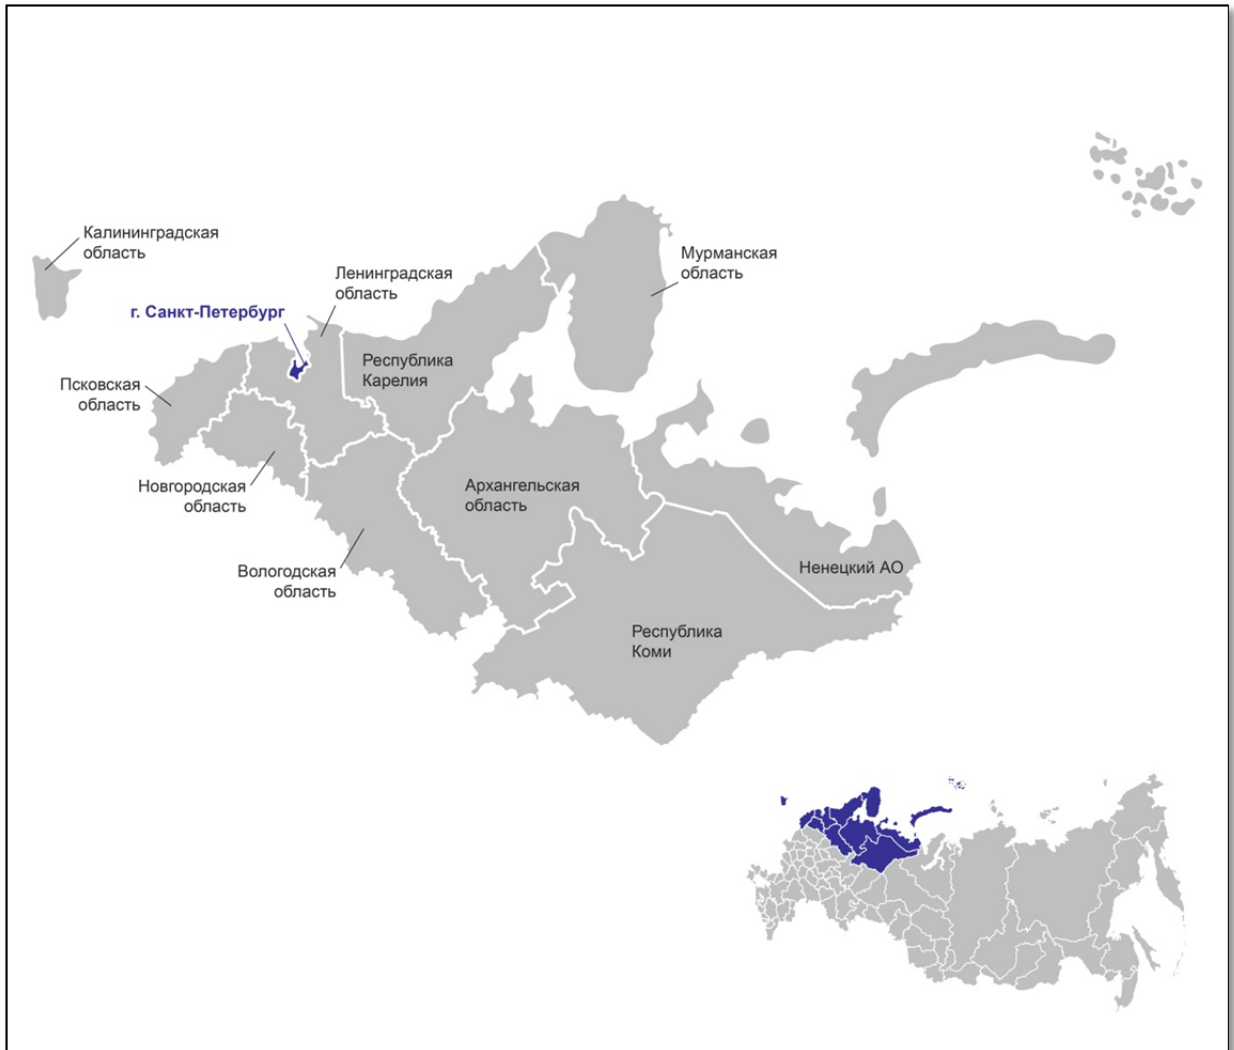 Калининградская
область
Мурманская
область
Ленинградская
область
г. Санкт-Петербург
Республика
Карелия
Псковская
область
Новгородская
область
Архангельская
область
Вологодская
область
Ненецкий АО
Республика
Коми